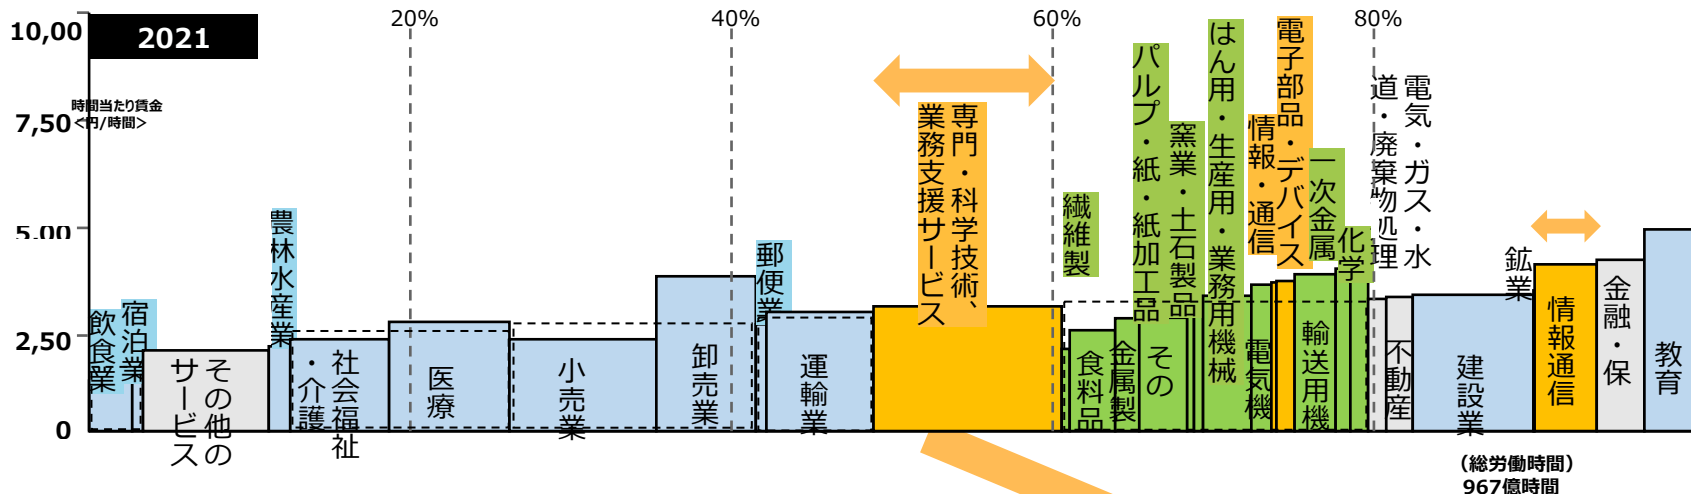 10,00
2021
20%
40%
60%
80%
時間当たり賃金
<円/時間>
7,50
5,00
2,50
0
飲食業
宿泊業
その他の
サービス
農林水産業
社会福祉
・介護
医療
小売業
卸売業
郵便業
運輸業
専門・科学技術、
業務支援サービス
繊維製
食料品
金属製
パルプ・紙・紙加工品
その
窯業・土石製品
はん用・生産用・業務用機械
電気機
情報・通信
電子部品・デバイス
一次金属
輸送用機
化学
電気・ガス・水
道・廃棄物処理
不動産
建設業
鉱業
情報通信
金融・保
教育
(総労働時間)
967億時間